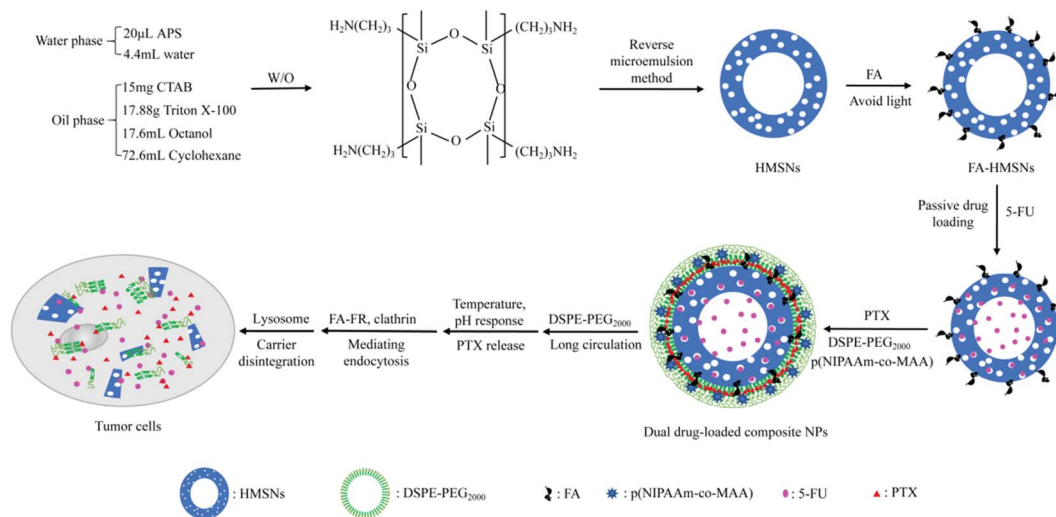 Water phase
20μL APS
4.4mL water
Oil phase
15mg CTAB
17.88g Triton X-100
17.6mL Octanol
72.6mL Cyclohexane
W/O
H₂N(CH₂)₃
(CH₂)₃NH₂
Si
O
Si
O
O
Si
O
Si
H₂N(CH₂)₃
(CH₂)₃NH₂
Reverse
microemulsion
method
HMSNs
FA
Avoid light
FA-HMSNs
Passive drug
loading
5-FU
PTX
DSPE-PEG₂₀₀₀
p(NIPAAm-co-MAA)
Dual drug-loaded composite NPs
DSPE-PEG₂₀₀₀
Long circulation
Temperature,
pH response
PTX release
FA-FR, clathrin
Mediating
endocytosis
Lysosome
Carrier
disintegration
Tumor cells
: HMSNs
: DSPE-PEG₂₀₀₀
: FA
: p(NIPAAm-co-MAA)
: 5-FU
: PTX